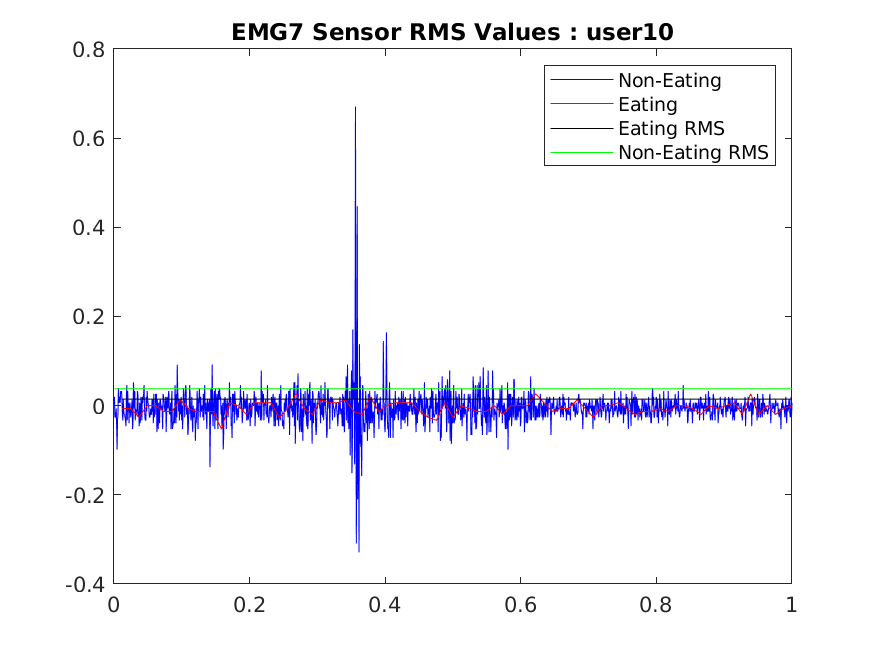 EMG7 Sensor RMS Values : user10
0.8
0.6
0.4
0.2
0
-0.2
-0.4
Non-Eating
Eating
Eating RMS
Non-Eating RMS
0 0.2 0.4 0.6 0.8 1